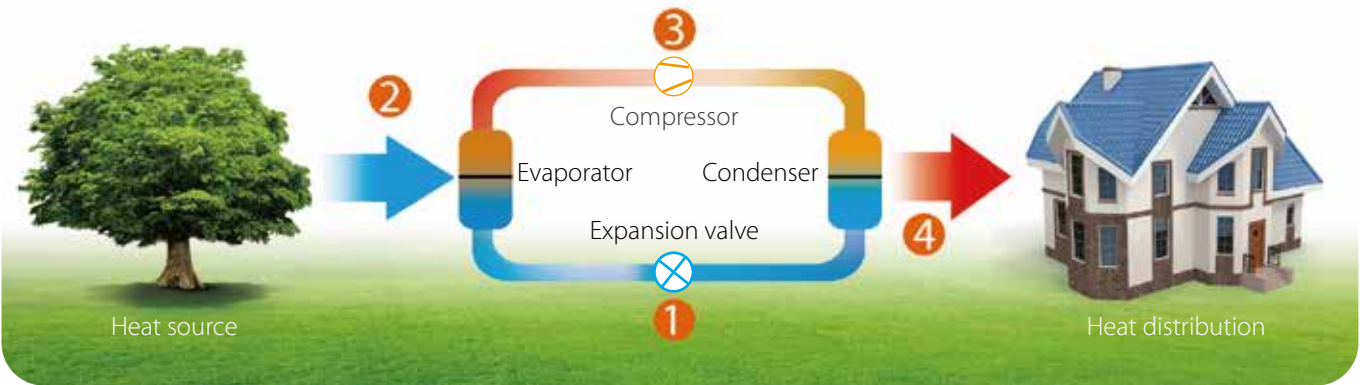 3
2
Compressor
Evaporator
Condenser
Expansion valve
4
1
Heat source
Heat distribution